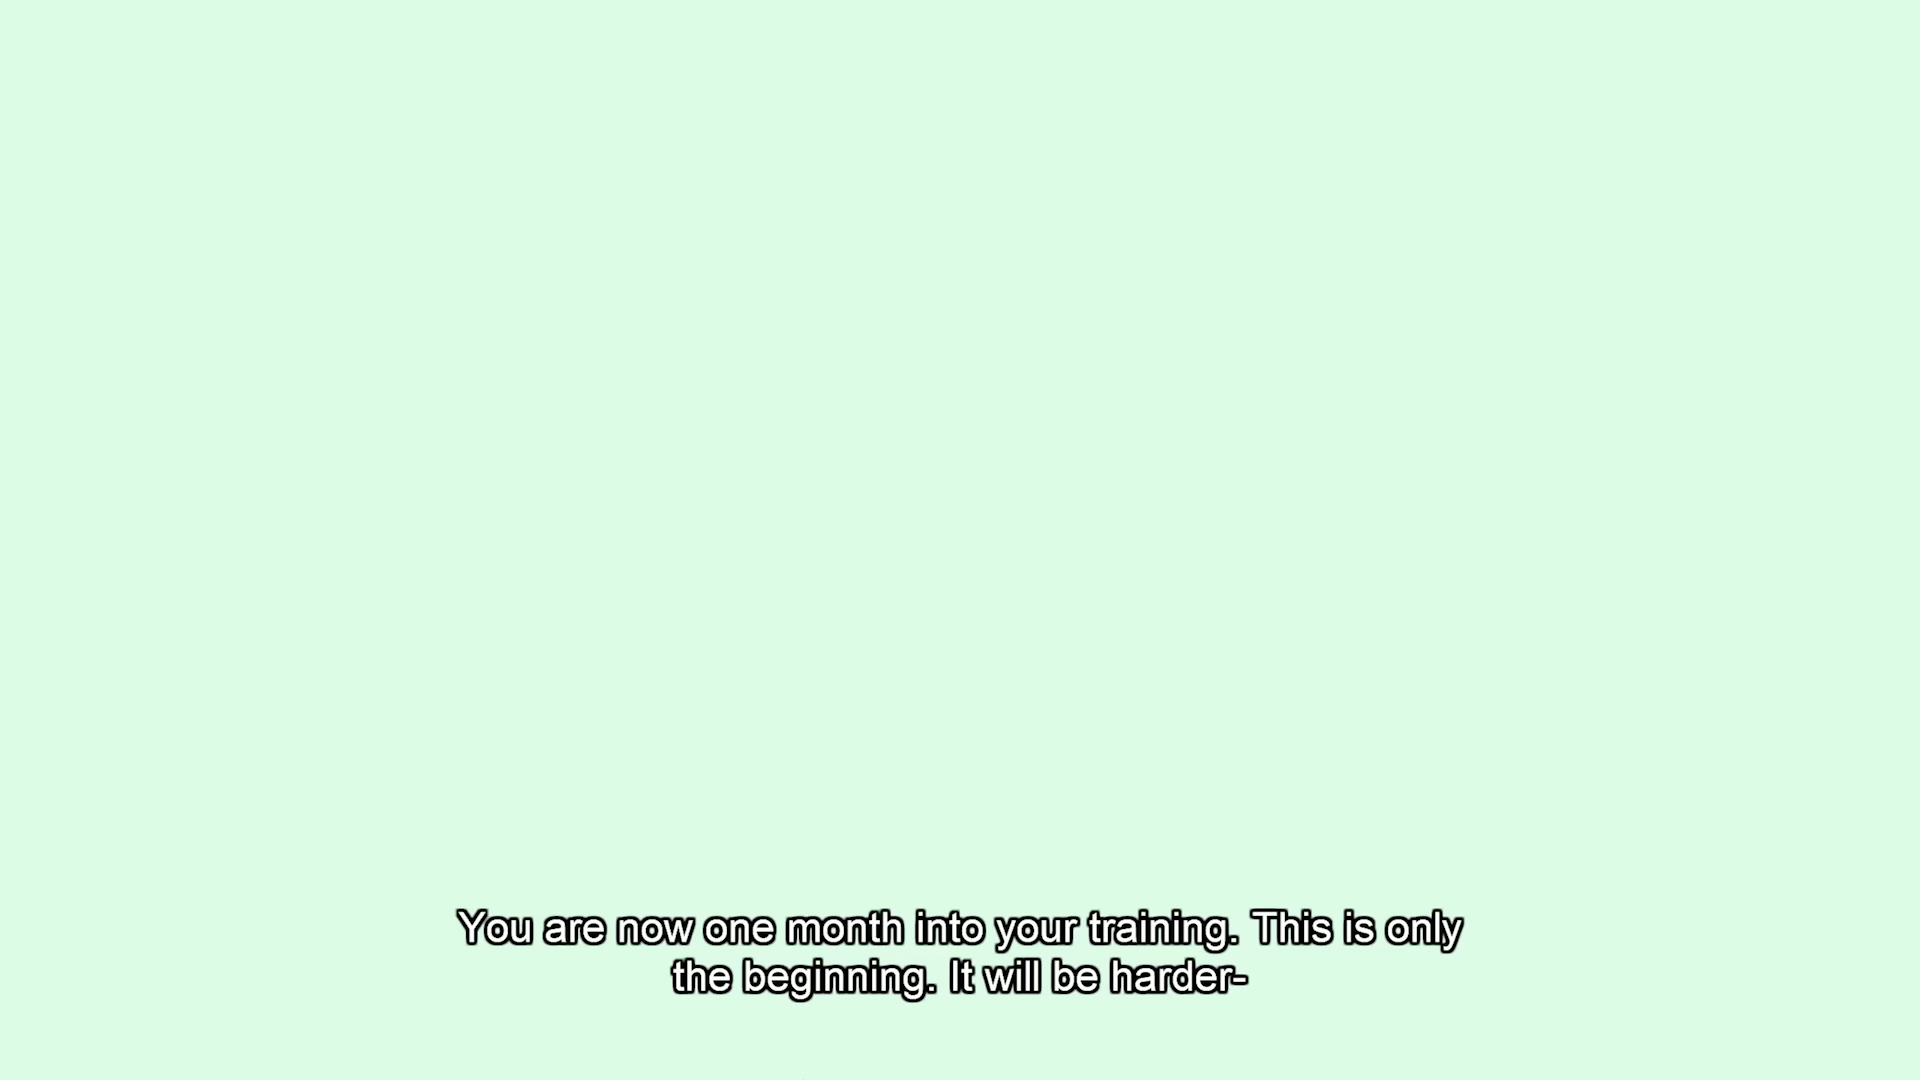 You are now one month into your training. This is only
the beginning. It will be harder-